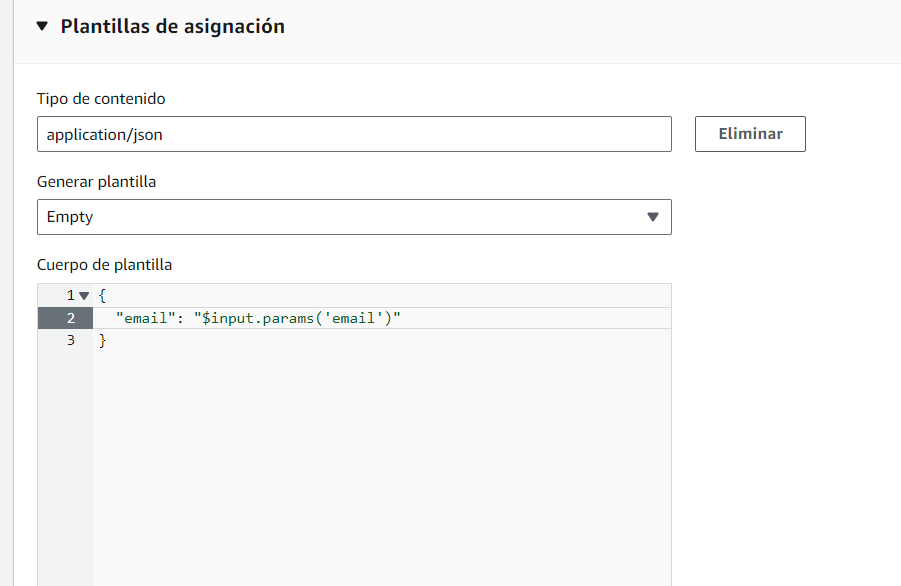 Plantillas de asignación
Tipo de contenido
application/json
Eliminar
Generar plantilla
Empty
Cuerpo de plantilla
1 {
2 "email": "$input.params('email')"
3 }